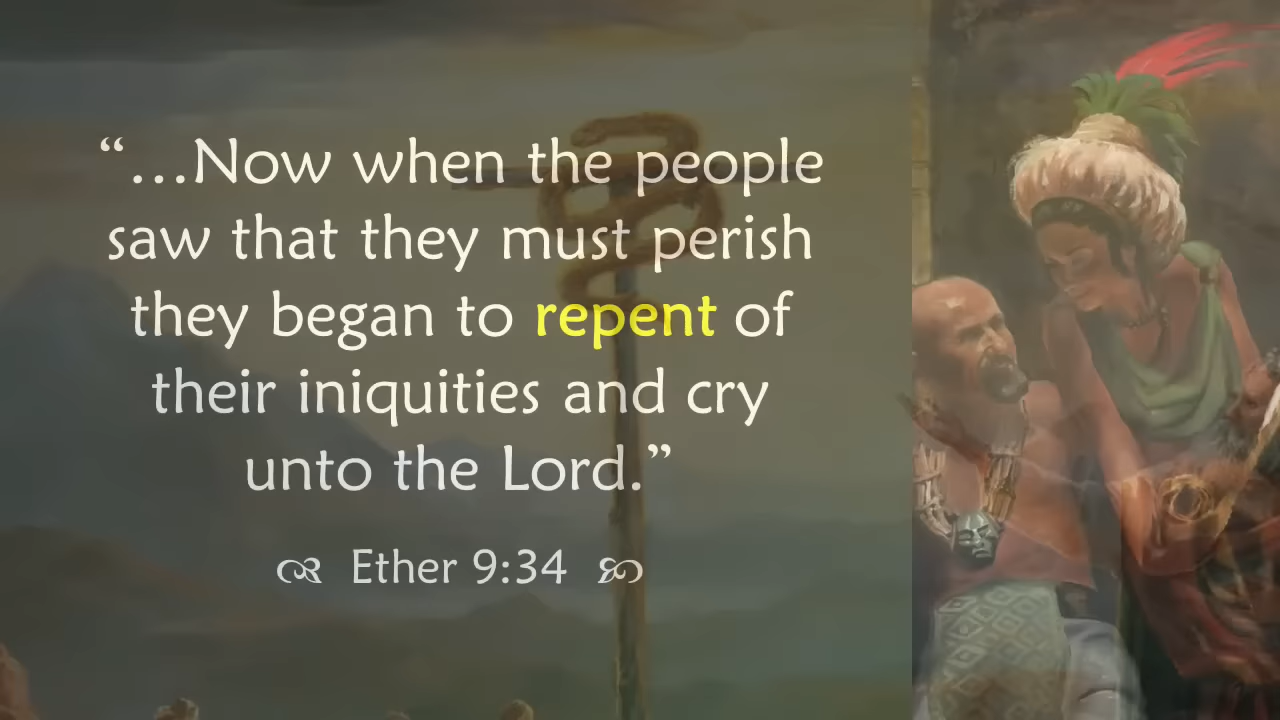 “…Now when the people
saw that they must perish
they began to repent of
their iniquities and cry
unto the Lord.”
Ether 9:34